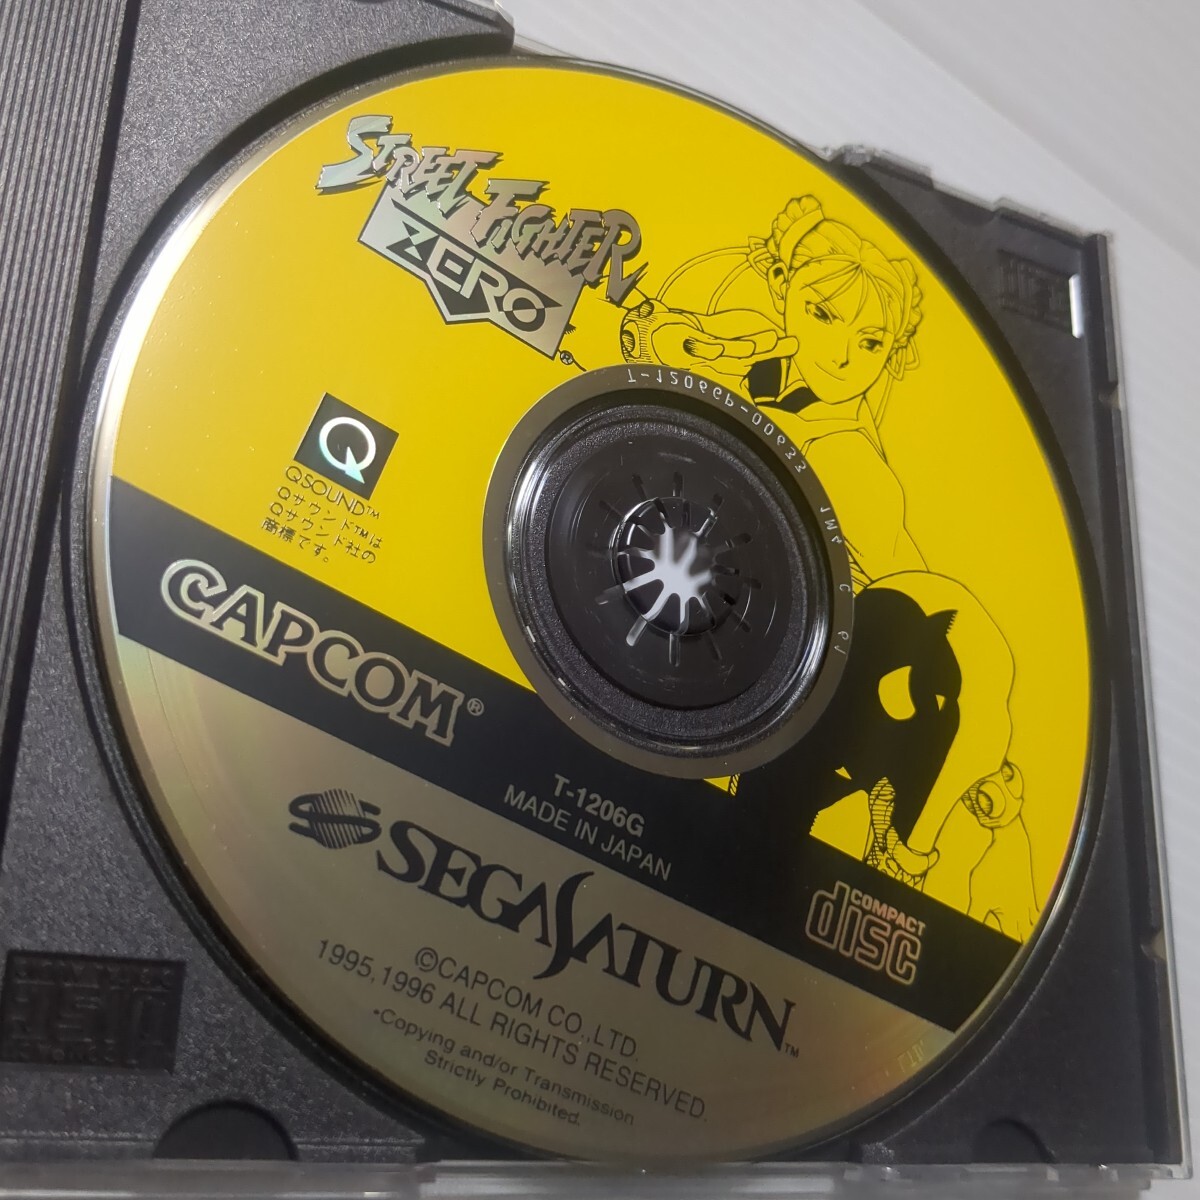 STREET FIGHTER
ZERO
®
Q
QSOUND™
Qサウンド™は
Qサウンド社の
商標です。
CAPCOM®
T-1206G
MADE IN JAPAN
SEGA SATURN™
COMPACT
disc
©CAPCOM CO.,LTD.
1995,1996 ALL RIGHTS RESERVED.
•Copying and/or Transmission
Strictly Prohibited.